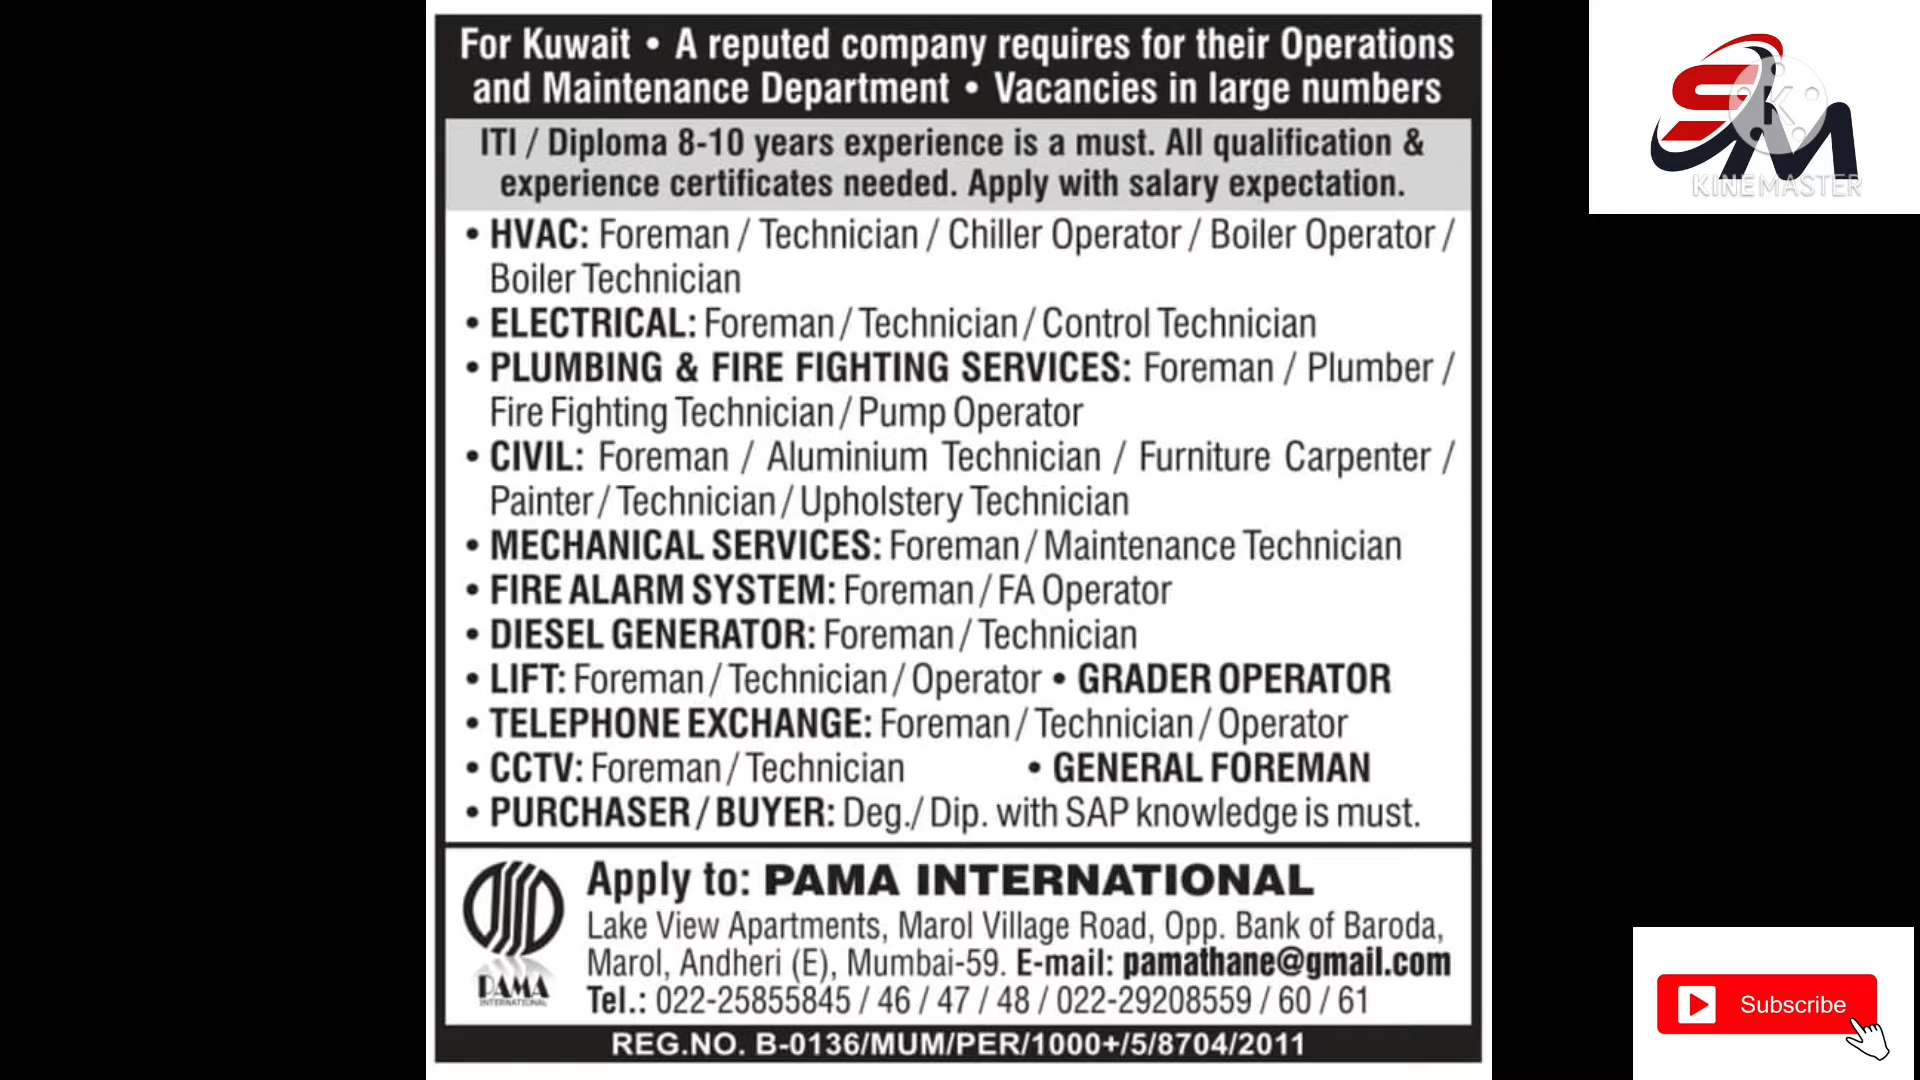 For Kuwait • A reputed company requires for their Operations
and Maintenance Department • Vacancies in large numbers
ITI / Diploma 8-10 years experience is a must. All qualification &
experience certificates needed. Apply with salary expectation.
• HVAC: Foreman / Technician / Chiller Operator / Boiler Operator /
Boiler Technician
• ELECTRICAL: Foreman / Technician / Control Technician
• PLUMBING & FIRE FIGHTING SERVICES: Foreman / Plumber /
Fire Fighting Technician / Pump Operator
• CIVIL: Foreman / Aluminium Technician / Furniture Carpenter /
Painter / Technician / Upholstery Technician
• MECHANICAL SERVICES: Foreman / Maintenance Technician
• FIRE ALARM SYSTEM: Foreman / FA Operator
• DIESEL GENERATOR: Foreman / Technician
• LIFT: Foreman / Technician / Operator • GRADER OPERATOR
• TELEPHONE EXCHANGE: Foreman / Technician / Operator
• CCTV: Foreman / Technician • GENERAL FOREMAN
• PURCHASER / BUYER: Deg./ Dip. with SAP knowledge is must.
Apply to: PAMA INTERNATIONAL
Lake View Apartments, Marol Village Road, Opp. Bank of Baroda,
Marol, Andheri (E), Mumbai-59. E-mail: pamathane@gmail.com
Tel.: 022-25855845 / 46 / 47 / 48 / 022-29208559 / 60 / 61
PAMA
INTERNATIONAL
REG.NO. B-0136/MUM/PER/1000+/5/8704/2011
SM
K
KINEMASTER
Subscribe